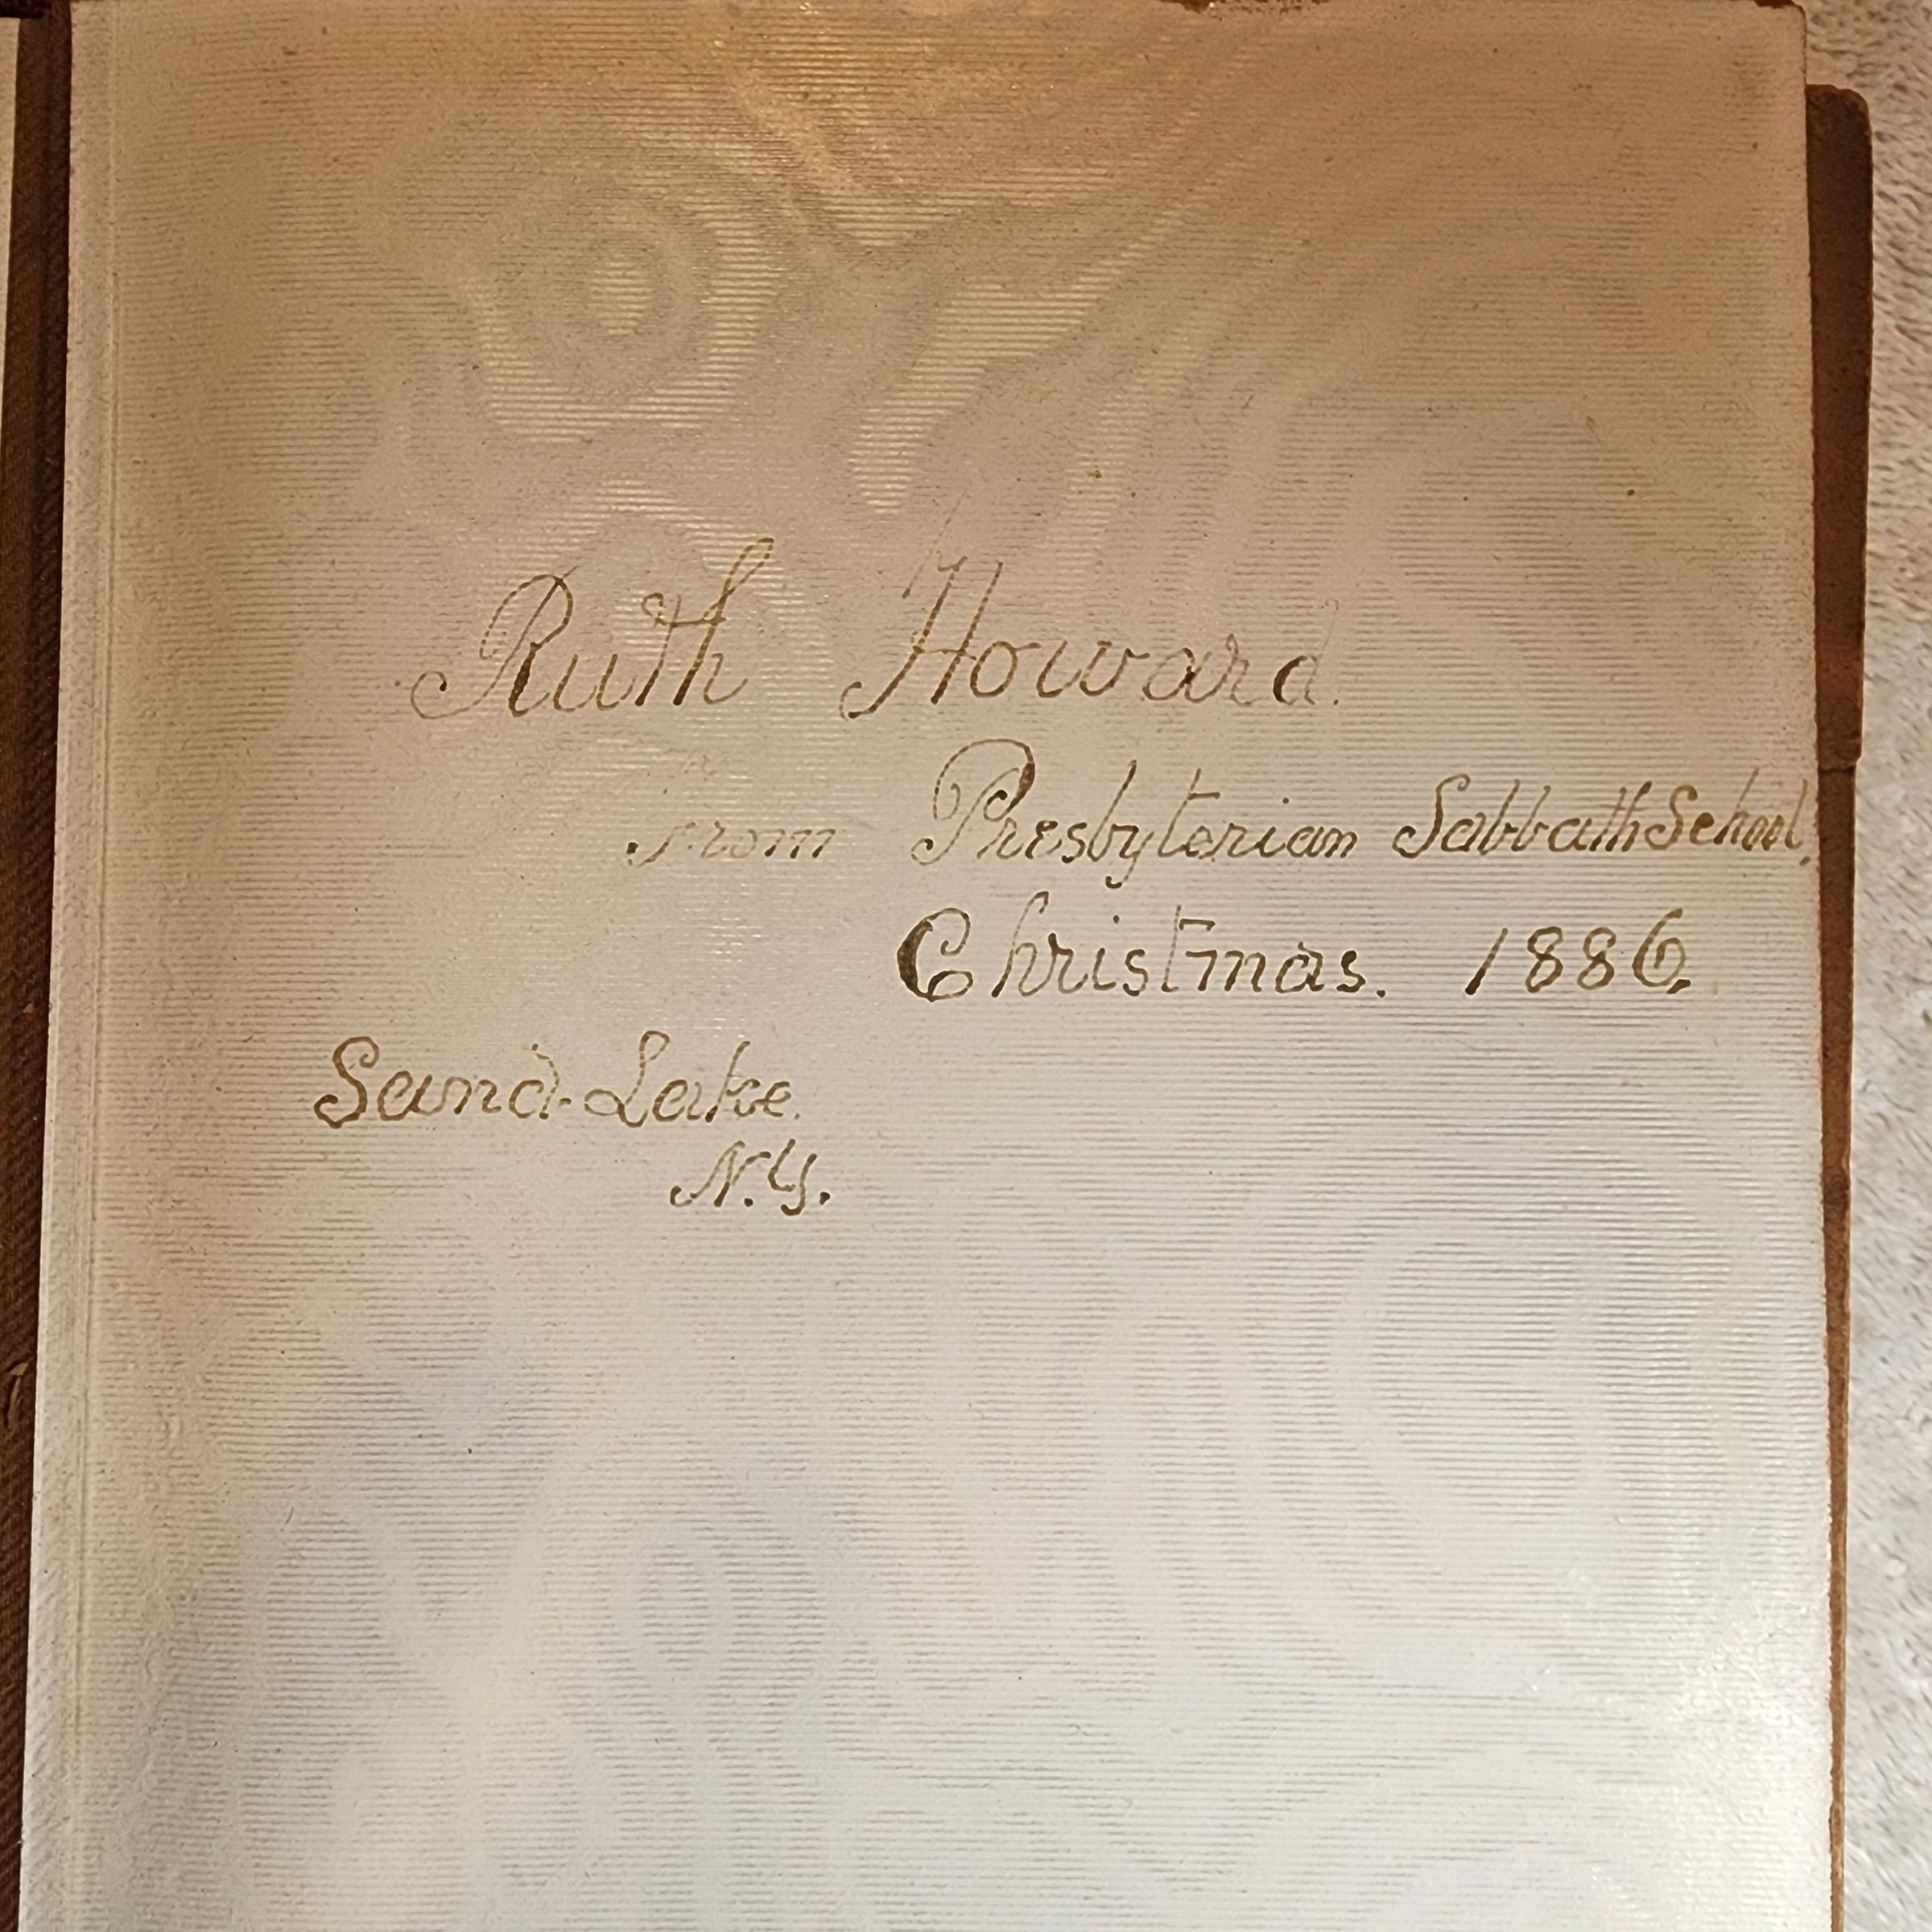 Ruth Howard.
from Presbyterian Sabbath School.
Christmas. 1886.
Sand-Lake.
N.Y.